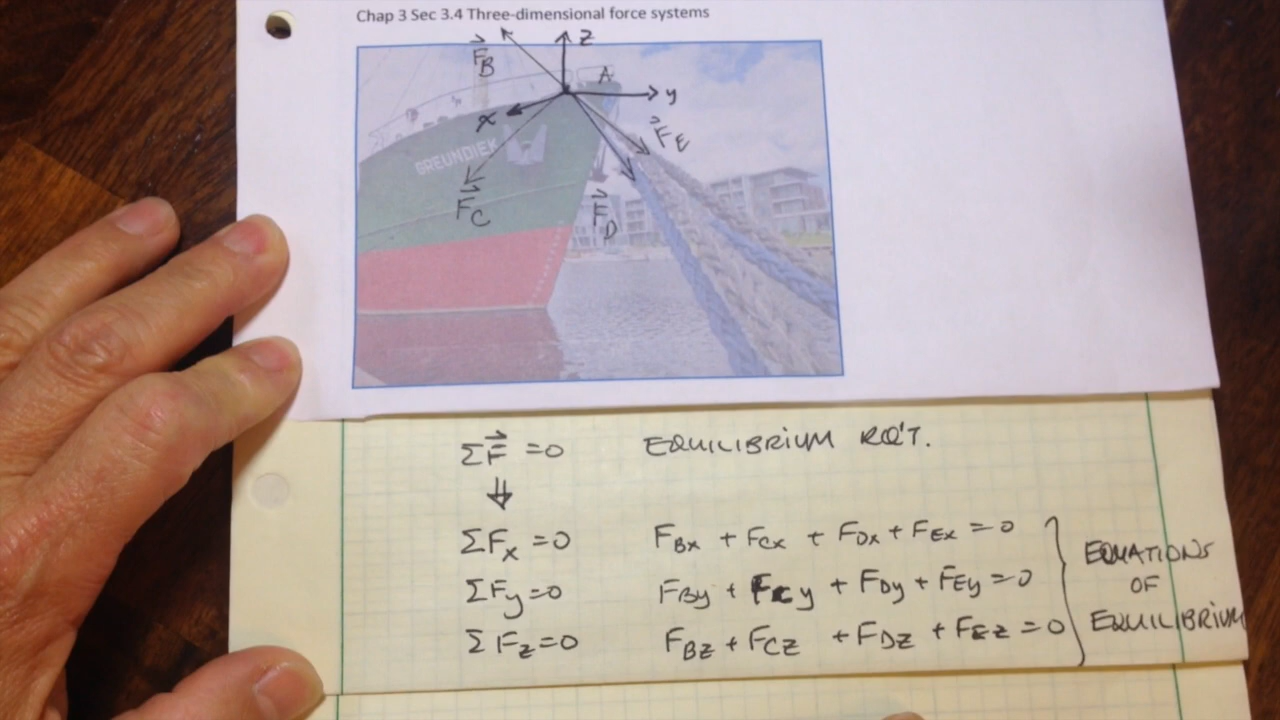 Chap 3 Sec 3.4 Three-dimensional force systems
F⃗B
z
A
y
x
F⃗E
GREUNDIEK
F⃗C
F⃗D
ΣF⃗ =0 EQUILIBRIUM RQ'T.
⇓
ΣFx =0 FBx + FCx + FDx + FEx =0
ΣFy=0 FBy + FCy + FDy + FEy =0
ΣFz=0 FBZ + FCZ + FDZ + FEZ =0
EQUATIONS
OF
EQUILIBRIUM